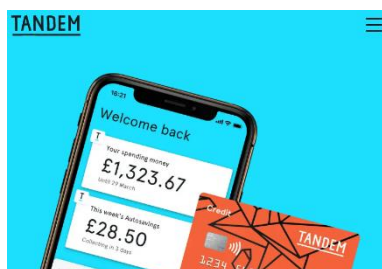 TANDEM
16:21
Welcome back
Your spending money
£1,323.67
Until 29 March
This week's Autosavings
£28.50
Collecting in 3 days
Credit
TANDEM
1234